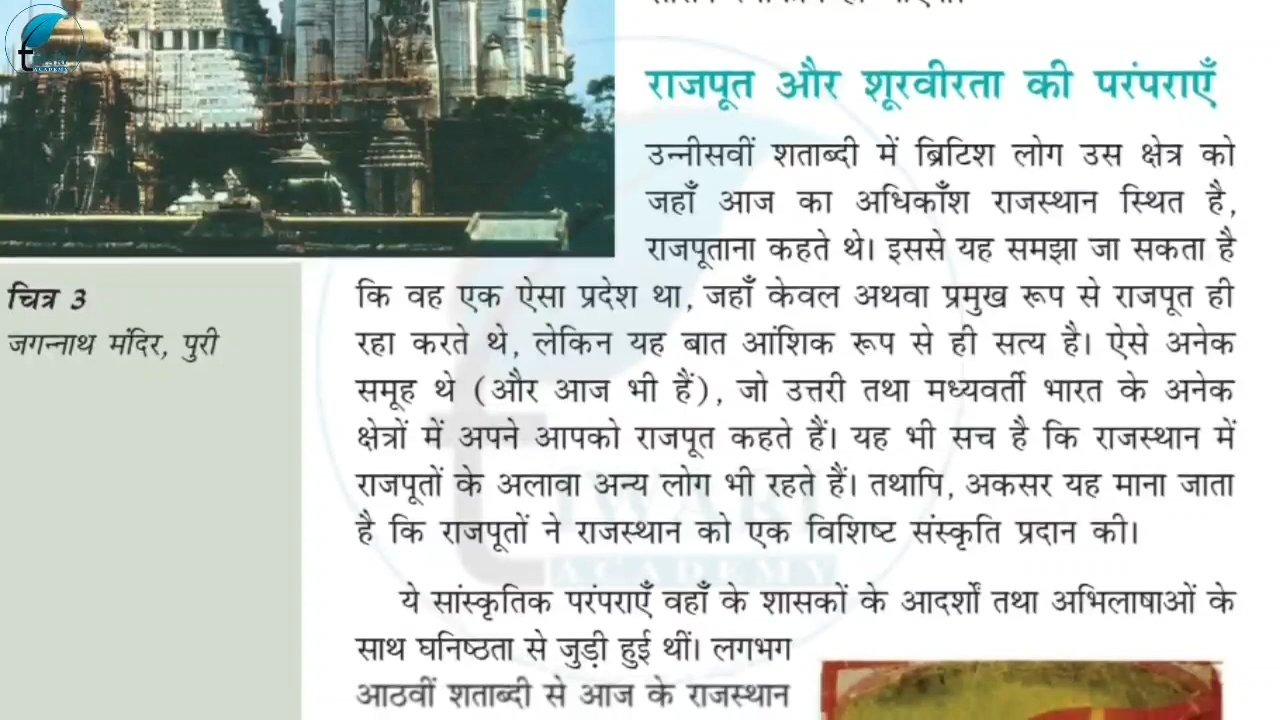 राजपूत और शूरवीरता की परंपराएँ
उन्नीसवीं शताब्दी में ब्रिटिश लोग उस क्षेत्र को
जहाँ आज का अधिकाँश राजस्थान स्थित है,
राजपूताना कहते थे। इससे यह समझा जा सकता है
कि वह एक ऐसा प्रदेश था, जहाँ केवल अथवा प्रमुख रूप से राजपूत ही
रहा करते थे, लेकिन यह बात आंशिक रूप से ही सत्य है। ऐसे अनेक
समूह थे (और आज भी हैं), जो उत्तरी तथा मध्यवर्ती भारत के अनेक
क्षेत्रों में अपने आपको राजपूत कहते हैं। यह भी सच है कि राजस्थान में
राजपूतों के अलावा अन्य लोग भी रहते हैं। तथापि, अकसर यह माना जाता
है कि राजपूतों ने राजस्थान को एक विशिष्ट संस्कृति प्रदान की।
ये सांस्कृतिक परंपराएँ वहाँ के शासकों के आदर्शों तथा अभिलाषाओं के
साथ घनिष्ठता से जुड़ी हुई थीं। लगभग
आठवीं शताब्दी से आज के राजस्थान
चित्र 3
जगन्नाथ मंदिर, पुरी
TIWARI
ACADEMY